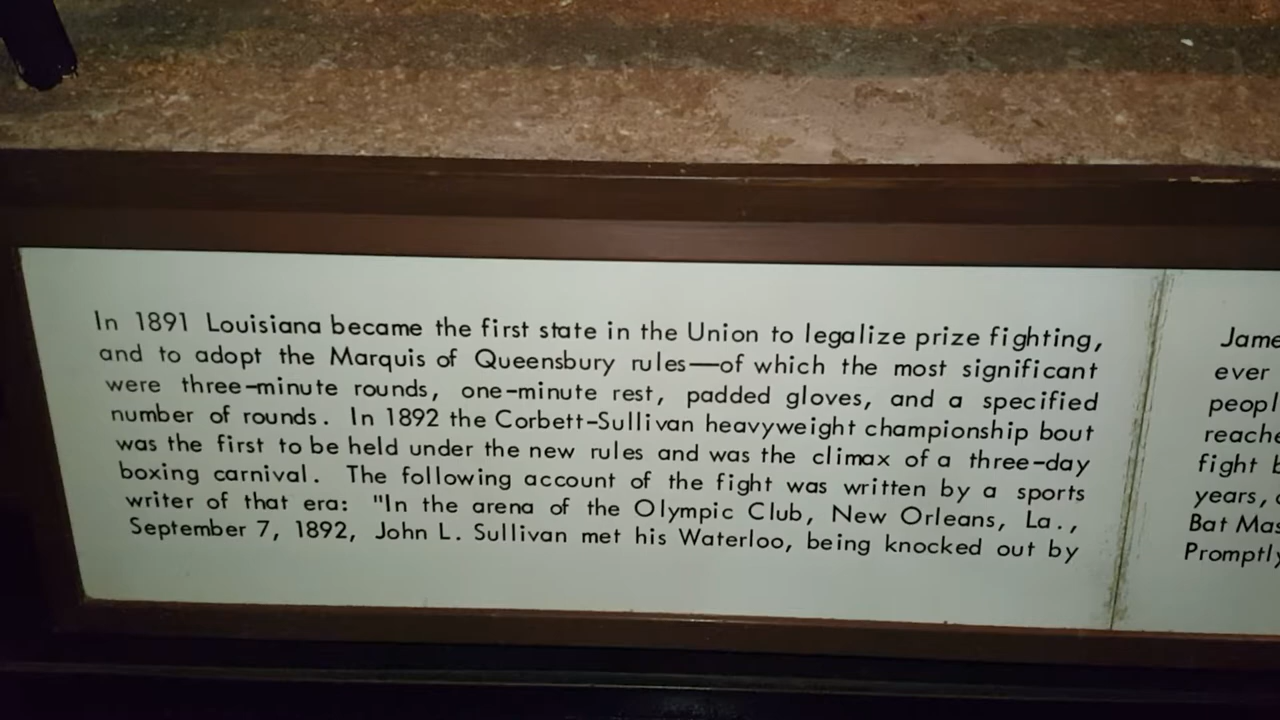 In 1891 Louisiana became the first state in the Union to legalize prize fighting,
and to adopt the Marquis of Queensbury rules—of which the most significant
were three-minute rounds, one-minute rest, padded gloves, and a specified
number of rounds. In 1892 the Corbett-Sullivan heavyweight championship bout
was the first to be held under the new rules and was the climax of a three-day
boxing carnival. The following account of the fight was written by a sports
writer of that era: "In the arena of the Olympic Club, New Orleans, La.,
September 7, 1892, John L. Sullivan met his Waterloo, being knocked out by
Jame
ever
peopl
reache
fight b
years,
Bat Mas
Promptly